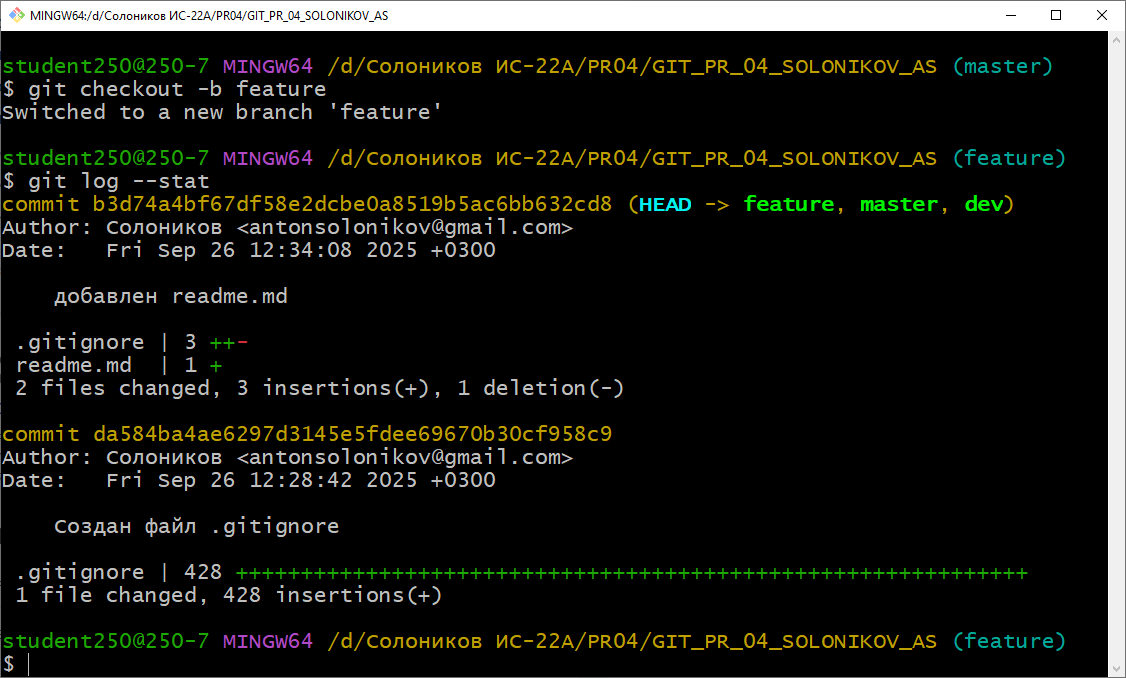 MINGW64:/d/Солоников ИС-22А/PR04/GIT_PR_04_SOLONIKOV_AS
student250@250-7 MINGW64 /d/Солоников ИС-22А/PR04/GIT_PR_04_SOLONIKOV_AS (master)
$ git checkout -b feature
Switched to a new branch 'feature'
student250@250-7 MINGW64 /d/Солоников ИС-22А/PR04/GIT_PR_04_SOLONIKOV_AS (feature)
$ git log --stat
commit b3d74a4bf67df58e2dcbe0a8519b5ac6bb632cd8 (HEAD -> feature, master, dev)
Author: Солоников <antonsolonikov@gmail.com>
Date:   Fri Sep 26 12:34:08 2025 +0300
    добавлен readme.md
 .gitignore | 3 ++-
 readme.md  | 1 +
 2 files changed, 3 insertions(+), 1 deletion(-)
commit da584ba4ae6297d3145e5fdee69670b30cf958c9
Author: Солоников <antonsolonikov@gmail.com>
Date:   Fri Sep 26 12:28:42 2025 +0300
    Создан файл .gitignore
 .gitignore | 428 +++++++++++++++++++++++++++++++++++++++++++++++++++++++++++++
 1 file changed, 428 insertions(+)
student250@250-7 MINGW64 /d/Солоников ИС-22А/PR04/GIT_PR_04_SOLONIKOV_AS (feature)
$